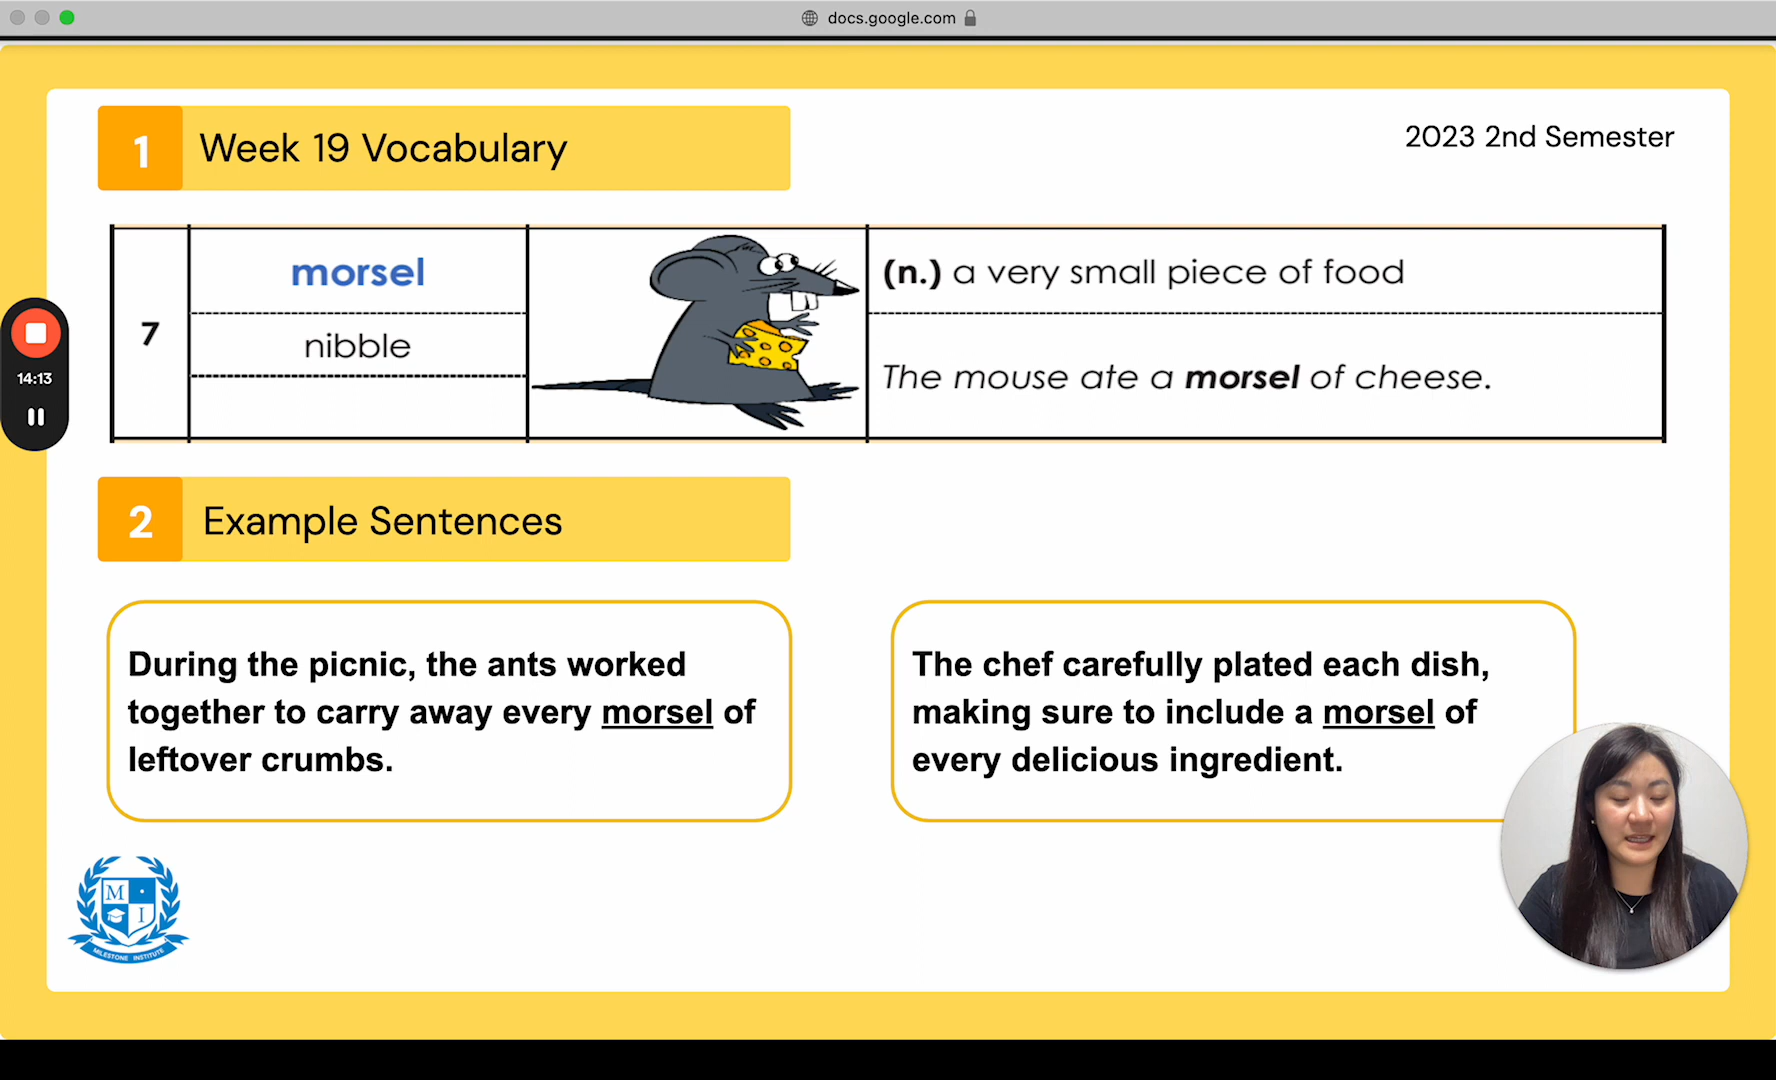 docs.google.com
1 Week 19 Vocabulary
2023 2nd Semester
7
morsel
nibble
(n.) a very small piece of food
The mouse ate a morsel of cheese.
14:13
2 Example Sentences
During the picnic, the ants worked
together to carry away every morsel of
leftover crumbs.
The chef carefully plated each dish,
making sure to include a morsel of
every delicious ingredient.
M
I
MILESTONE INSTITUTE